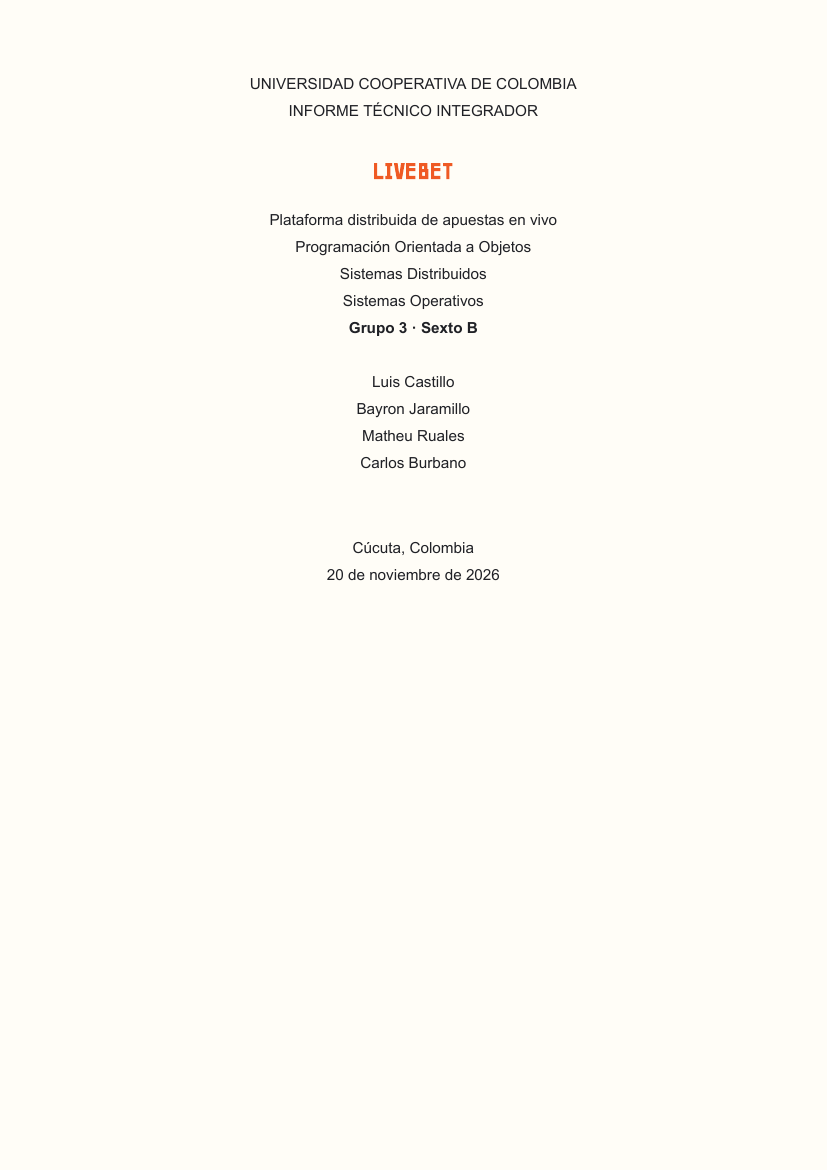 UNIVERSIDAD COOPERATIVA DE COLOMBIA
INFORME TÉCNICO INTEGRADOR
LIVEBET
Plataforma distribuida de apuestas en vivo
Programación Orientada a Objetos
Sistemas Distribuidos
Sistemas Operativos
Grupo 3 · Sexto B
Luis Castillo
Bayron Jaramillo
Matheu Ruales
Carlos Burbano
Cúcuta, Colombia
20 de noviembre de 2026